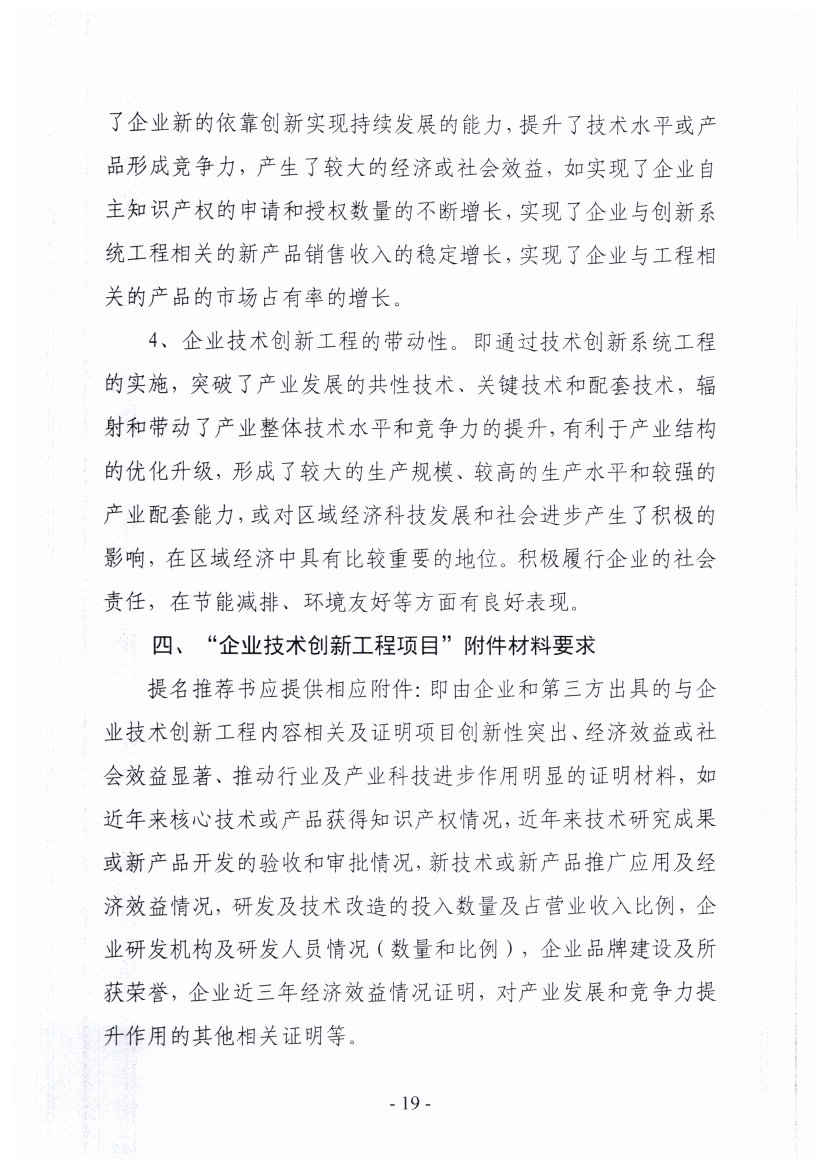 了企业新的依靠创新实现持续发展的能力，提升了技术水平或产
品形成竞争力，产生了较大的经济或社会效益，如实现了企业自
主知识产权的申请和授权数量的不断增长，实现了企业与创新系
统工程相关的新产品销售收入的稳定增长，实现了企业与工程相
关的产品的市场占有率的增长。
4、企业技术创新工程的带动性。即通过技术创新系统工程
的实施，突破了产业发展的共性技术、关键技术和配套技术，辐
射和带动了产业整体技术水平和竞争力的提升，有利于产业结构
的优化升级，形成了较大的生产规模、较高的生产水平和较强的
产业配套能力，或对区域经济科技发展和社会进步产生了积极的
影响，在区域经济中具有比较重要的地位。积极履行企业的社会
责任，在节能减排、环境友好等方面有良好表现。
四、“企业技术创新工程项目”附件材料要求
提名推荐书应提供相应附件：即由企业和第三方出具的与企
业技术创新工程内容相关及证明项目创新性突出、经济效益或社
会效益显著、推动行业及产业科技进步作用明显的证明材料，如
近年来核心技术或产品获得知识产权情况，近年来技术研究成果
或新产品开发的验收和审批情况，新技术或新产品推广应用及经
济效益情况，研发及技术改造的投入数量及占营业收入比例，企
业研发机构及研发人员情况（数量和比例），企业品牌建设及所
获荣誉，企业近三年经济效益情况证明，对产业发展和竞争力提
升作用的其他相关证明等。
- 19 -